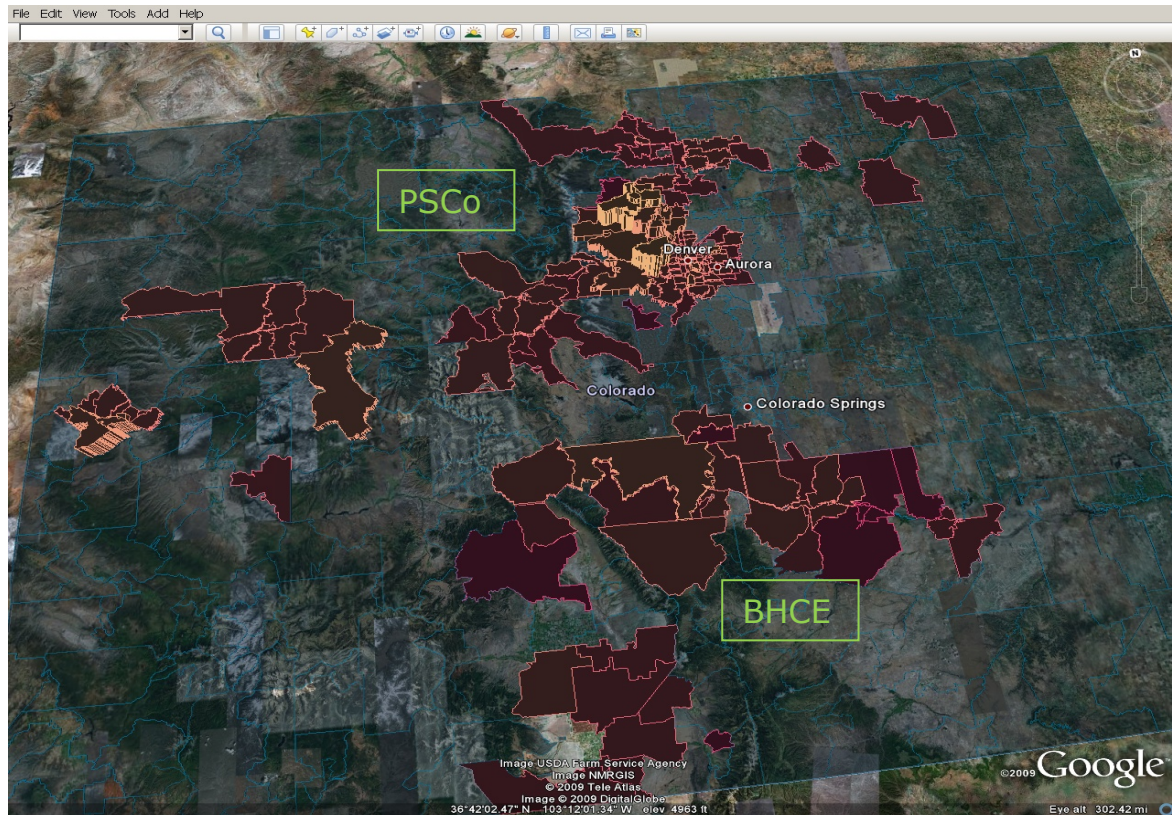 File Edit View Tools Add Help
N
PSCo
Denver
Aurora
Colorado
Colorado Springs
BHCE
Image USDA Farm Service Agency
Image NMRGIS
© 2009 Tele Atlas
Image © 2009 DigitalGlobe
©2009 Google
36°42'02.47" N 103°12'01.34" W elev 4963 ft
Eye alt 302.42 mi